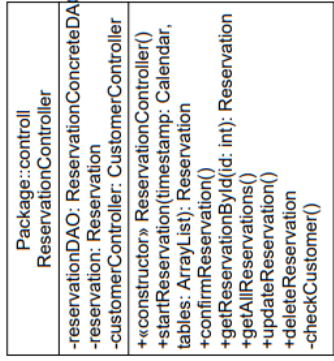 Package::controll
ReservationController
-reservationDAO: ReservationConcreteDAO
-reservation: Reservation
-customerController: CustomerController
+«constructor» ReservationController()
+startReservation(timestamp: Calendar,
tables: ArrayList): Reservation
+confirmReservation()
+getReservationById(id: int): Reservation
+getAllReservations()
+updateReservation()
+deleteReservation
-checkCustomer()